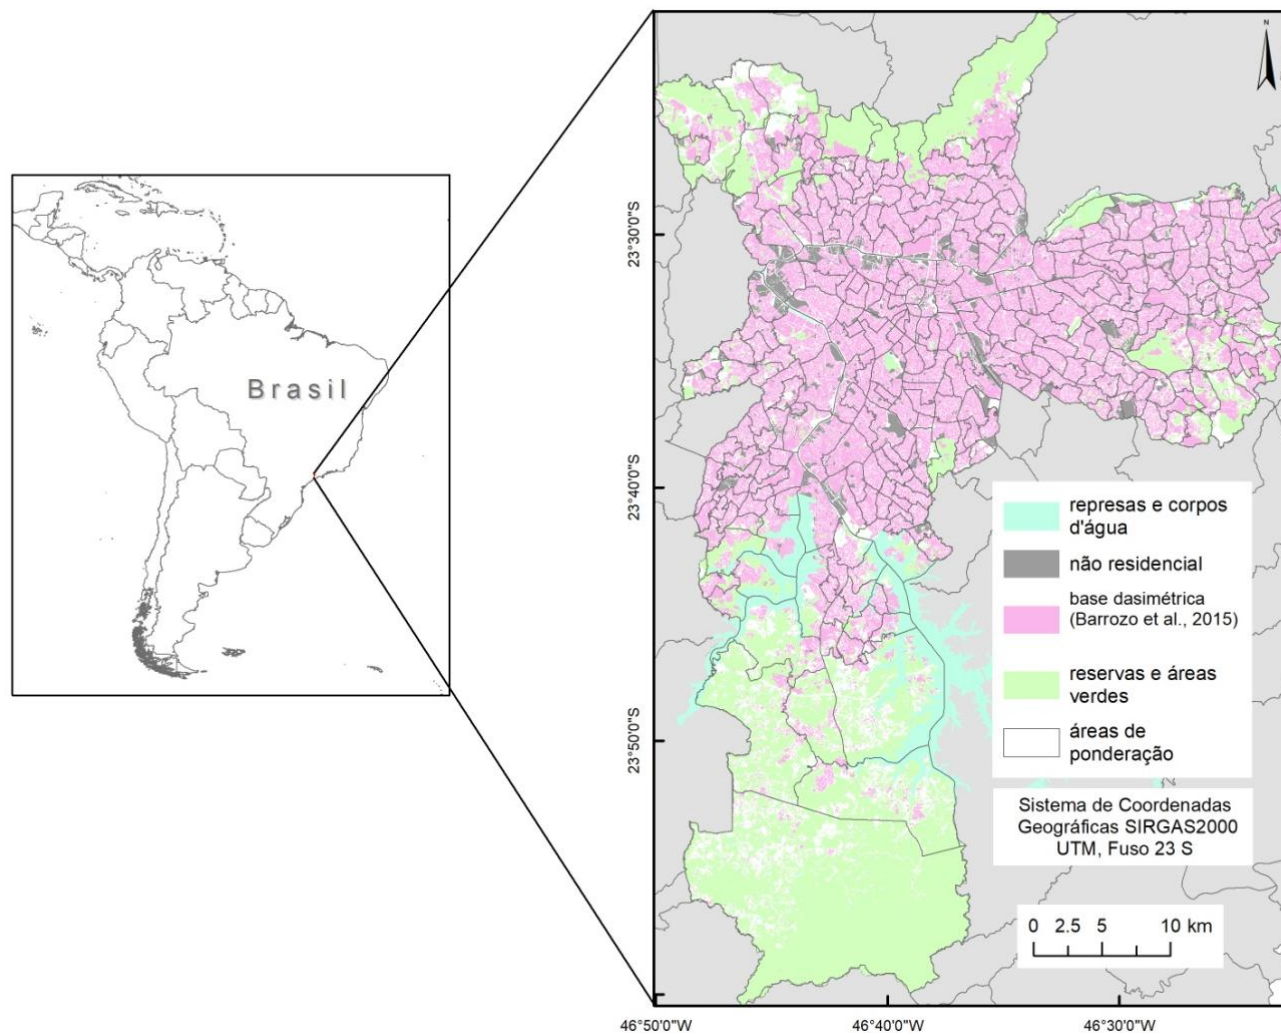 N
Brasil
23°30'0"S
23°40'0"S
23°50'0"S
represas e corpos
d'água
não residencial
base dasimétrica
(Barrozo et al., 2015)
reservas e áreas
verdes
áreas de
ponderação
Sistema de Coordenadas
Geográficas SIRGAS2000
UTM, Fuso 23 S
0 2.5 5 10 km
46°50'0"W 46°40'0"W 46°30'0"W